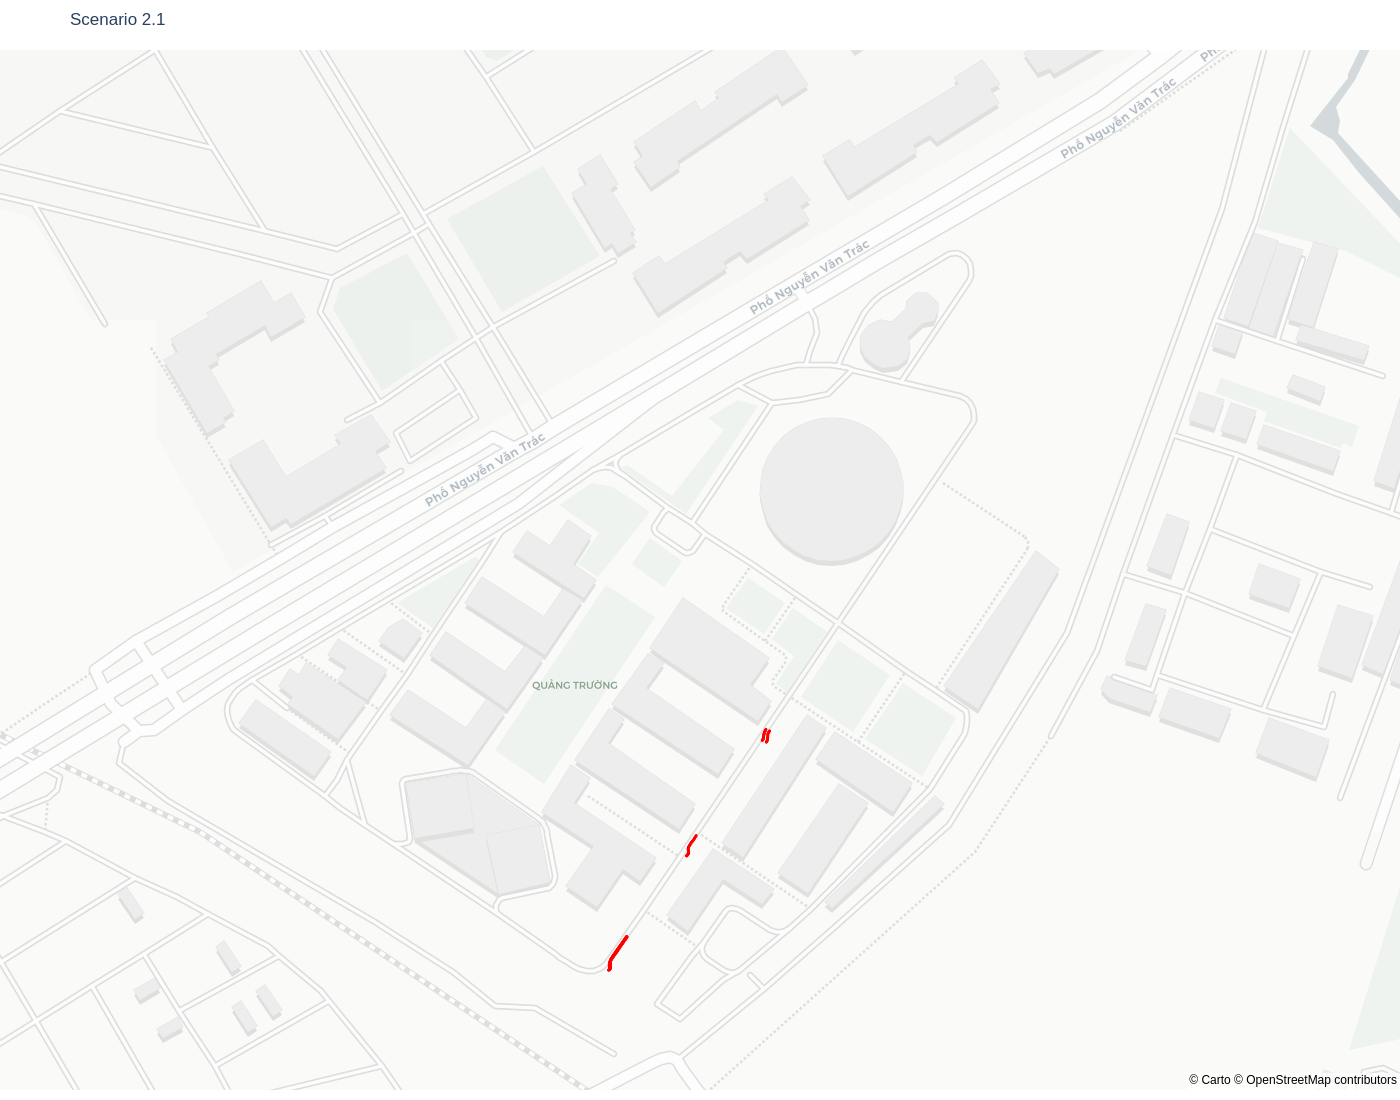 Scenario 2.1
Phố Nguyễn Văn Trác
Phố Nguyễn Văn Trác
Phố Nguyễn Văn Trác
QUẢNG TRƯỜNG
© Carto © OpenStreetMap contributors